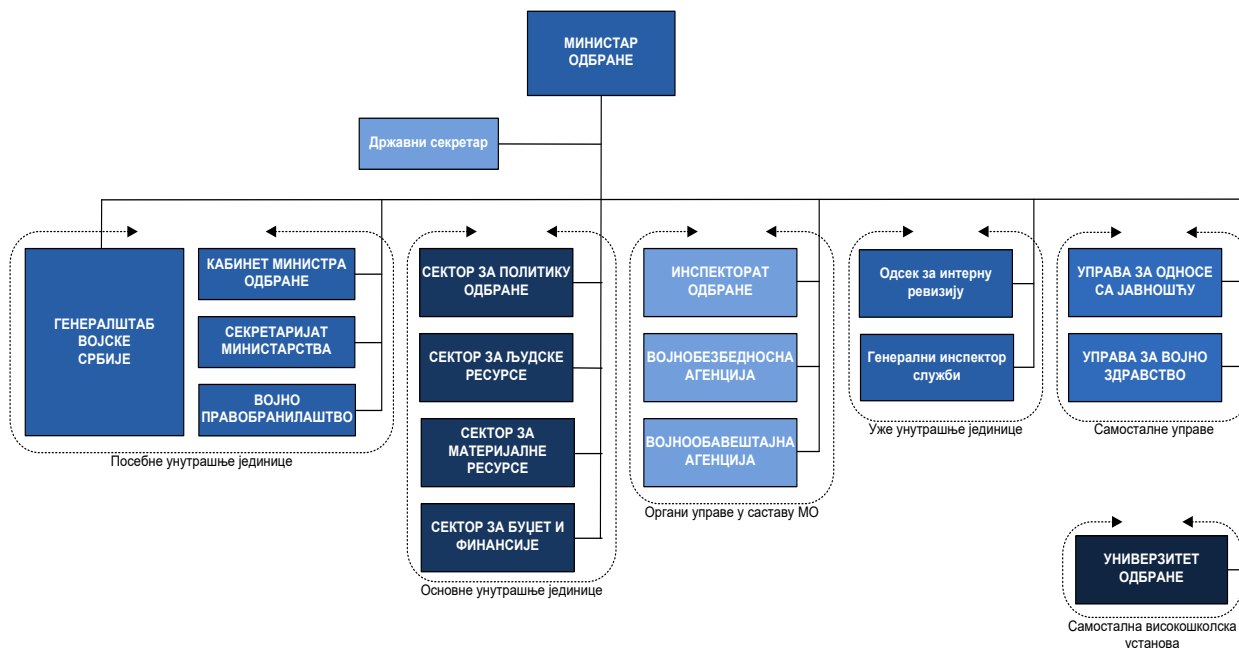 МИНИСТАР
ОДБРАНЕ
Државни секретар
ГЕНЕРАЛШТАБ
ВОЈСКЕ
СРБИЈЕ
КАБИНЕТ МИНИСТРА
ОДБРАНЕ
СЕКРЕТАРИЈАТ
МИНИСТАРСТВА
ВОЈНО
ПРАВОБРАНИЛАШТВО
Посебне унутрашње јединице
СЕКТОР ЗА ПОЛИТИКУ
ОДБРАНЕ
СЕКТОР ЗА ЉУДСКЕ
РЕСУРСЕ
СЕКТОР ЗА
МАТЕРИЈАЛНЕ
РЕСУРСЕ
СЕКТОР ЗА БУЏЕТ И
ФИНАНСИЈЕ
Основне унутрашње јединице
ИНСПЕКТОРАТ
ОДБРАНЕ
ВОЈНОБЕЗБЕДНОСНА
АГЕНЦИЈА
ВОЈНООБАВЕШТАЈНА
АГЕНЦИЈА
Органи управе у саставу МО
Одсек за интерну
ревизију
Генерални инспектор
служби
Уже унутрашње јединице
УПРАВА ЗА ОДНОСЕ
СА ЈАВНОШЋУ
УПРАВА ЗА ВОЈНО
ЗДРАВСТВО
Самосталне управе
УНИВЕРЗИТЕТ
ОДБРАНЕ
Самостална високошколска
установа